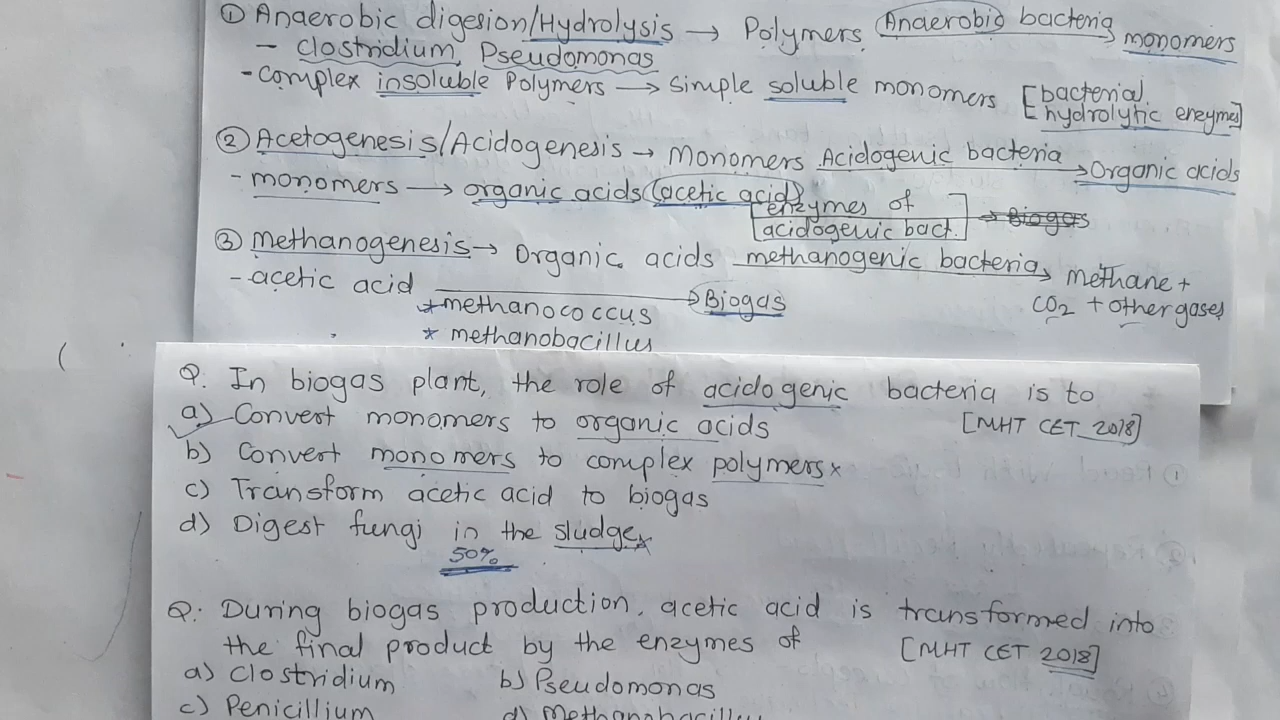 ① Anaerobic digesion/Hydrolysis → Polymers Anaerobic bacteria monomers
- Clostridium, Pseudomonas
- Complex insoluble Polymers → simple soluble monomers [bacterial hydrolytic enzymes]
② Acetogenesis/Acidogenesis → Monomers Acidogenic bacteria → Organic acids
- monomers → organic acids (acetic acid) [enzymes of acidogenic bact.] → Biogas
③ Methanogenesis → Organic acids methanogenic bacteria → methane + CO2 + other gases
- acetic acid → Biogas
* methanococcus
* methanobacillus
Q. In biogas plant, the role of acidogenic bacteria is to
a) Convert monomers to organic acids [MHT CET 2018]
b) Convert monomers to complex polymers x
c) Transform acetic acid to biogas
d) Digest fungi in the sludge x
50%
Q. During biogas production, acetic acid is transformed into
the final product by the enzymes of [MHT CET 2018]
a) Clostridium b) Pseudomonas
c) Penicillium d) Methanobacillus